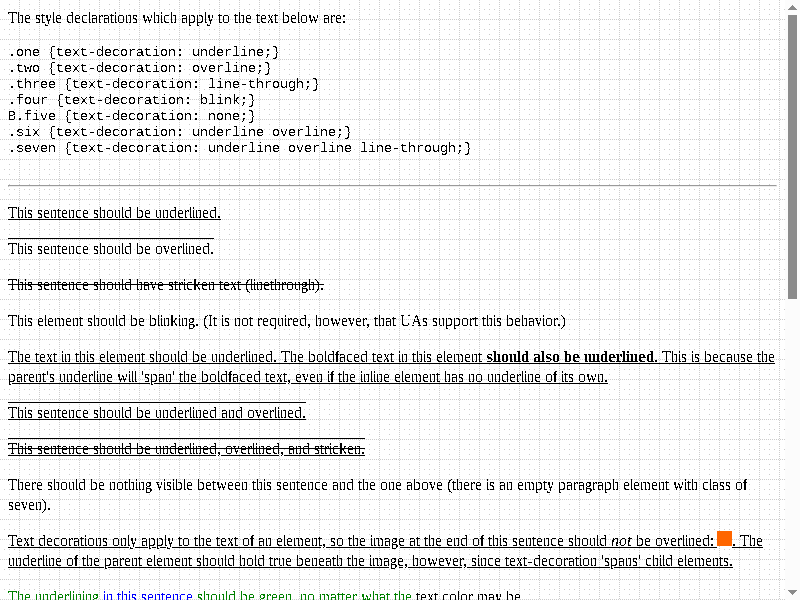 The style declarations which apply to the text below are:
.one {text-decoration: underline;}
.two {text-decoration: overline;}
.three {text-decoration: line-through;}
.four {text-decoration: blink;}
B.five {text-decoration: none;}
.six {text-decoration: underline overline;}
.seven {text-decoration: underline overline line-through;}
This sentence should be underlined.
This sentence should be overlined.
This sentence should have stricken text (linethrough).
This element should be blinking. (It is not required, however, that UAs support this behavior.)
The text in this element should be underlined. The boldfaced text in this element should also be underlined. This is because the
parent's underline will 'span' the boldfaced text, even if the inline element has no underline of its own.
This sentence should be underlined and overlined.
This sentence should be underlined, overlined, and stricken.
There should be nothing visible between this sentence and the one above (there is an empty paragraph element with class of
seven).
Text decorations only apply to the text of an element, so the image at the end of this sentence should not be overlined: . The
underline of the parent element should hold true beneath the image, however, since text-decoration 'spans' child elements.
The underlining in this sentence should be green, no matter what the text color may be.